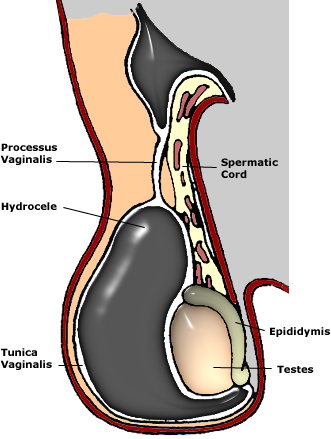 Processus
Vaginalis
Spermatic
Cord
Hydrocele
Epididymis
Tunica
Vaginalis
Testes